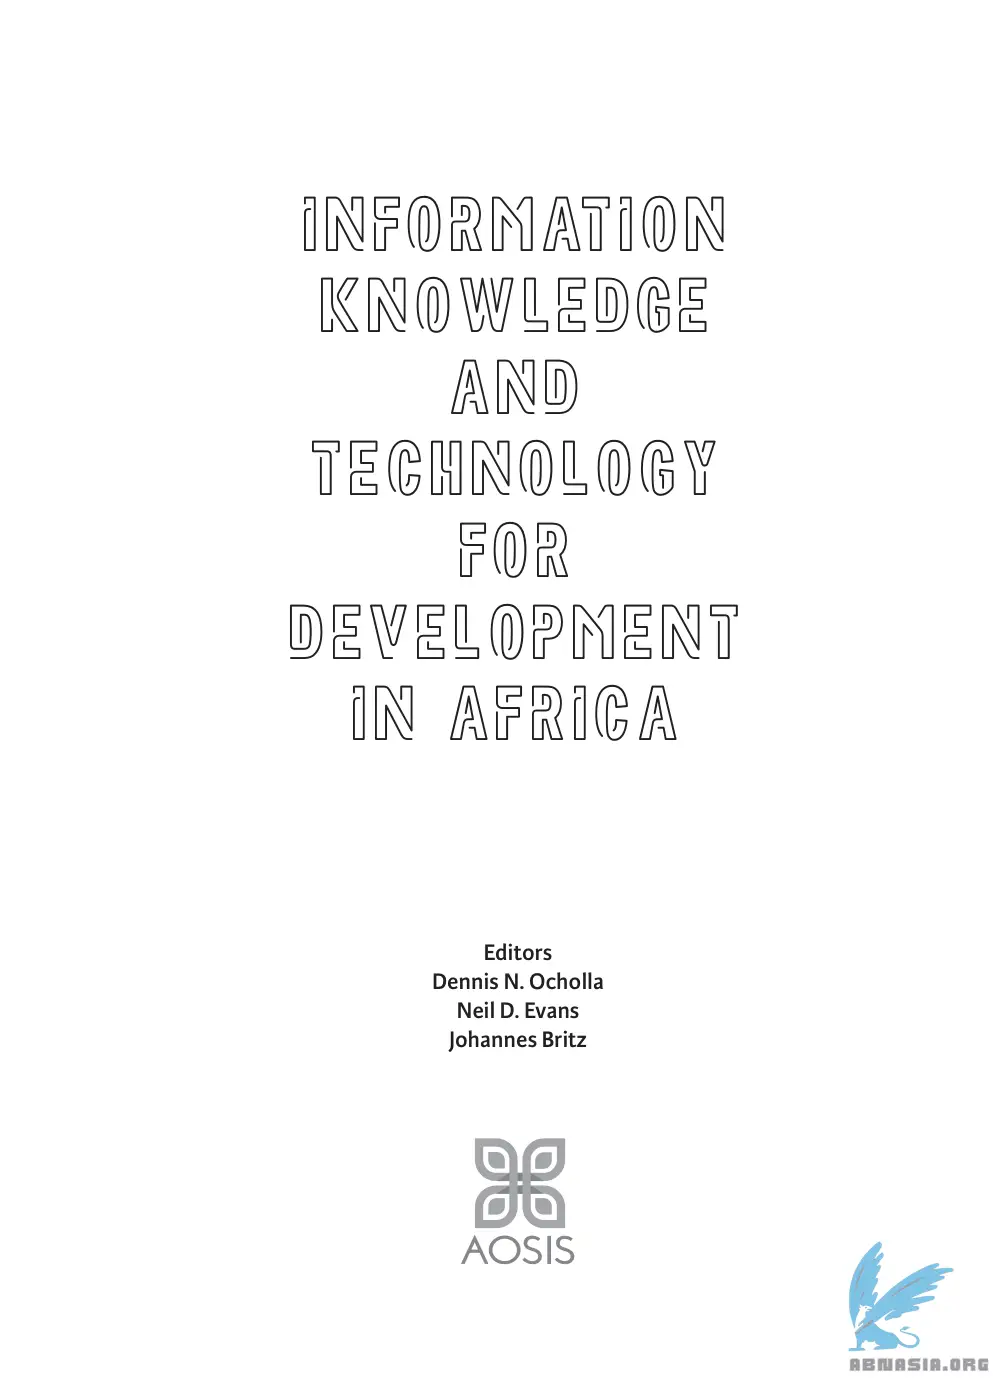 INFORMATION
KNOWLEDGE
AND
TECHNOLOGY
FOR
DEVELOPMENT
IN AFRICA
Editors
Dennis N. Ocholla
Neil D. Evans
Johannes Britz
AOSIS
ABNASIA.ORG